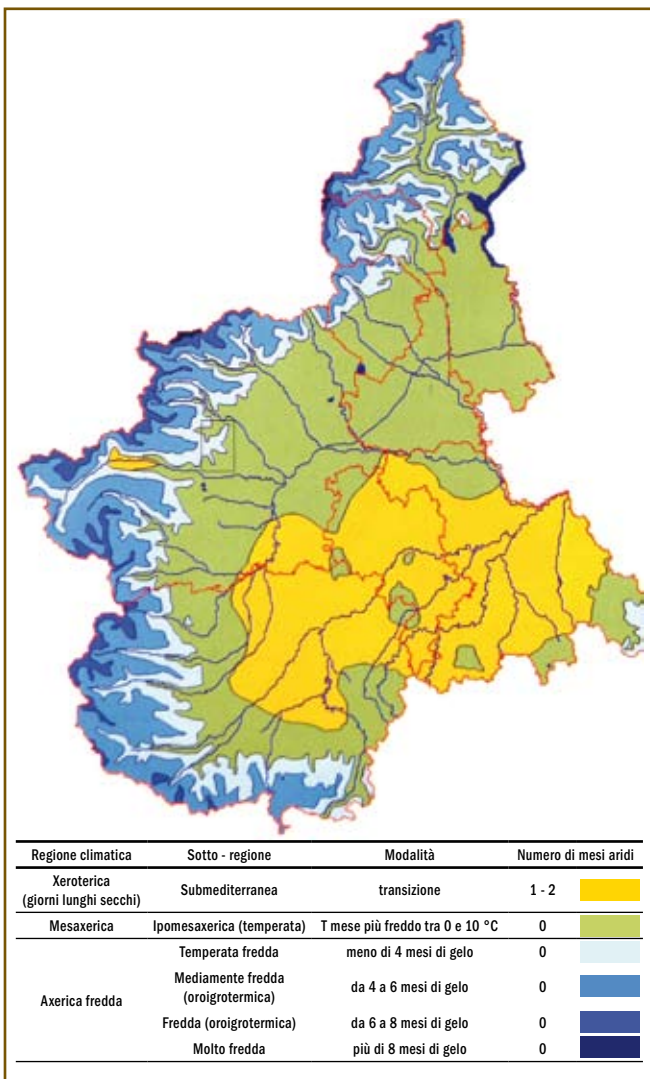 Regione climatica Sotto - regione Modalità Numero di mesi aridi
Xeroterica
(giorni lunghi secchi) Submediterranea transizione 1 - 2
Mesaxerica Ipomesaxerica (temperata) T mese più freddo tra 0 e 10 °C 0
Axerica fredda
Temperata fredda meno di 4 mesi di gelo 0
Mediamente fredda
(oroigrotermica) da 4 a 6 mesi di gelo 0
Fredda (oroigrotermica) da 6 a 8 mesi di gelo 0
Molto fredda più di 8 mesi di gelo 0